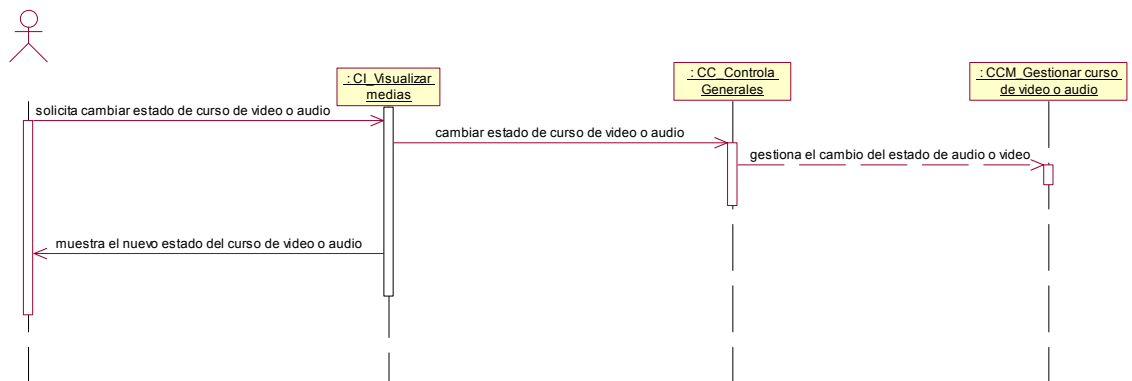 : CI_Visualizar
medias
: CC_Controla
Generales
: CCM_Gestionar curso
de video o audio
solicita cambiar estado de curso de video o audio
cambiar estado de curso de video o audio
gestiona el cambio del estado de audio o video
muestra el nuevo estado del curso de video o audio